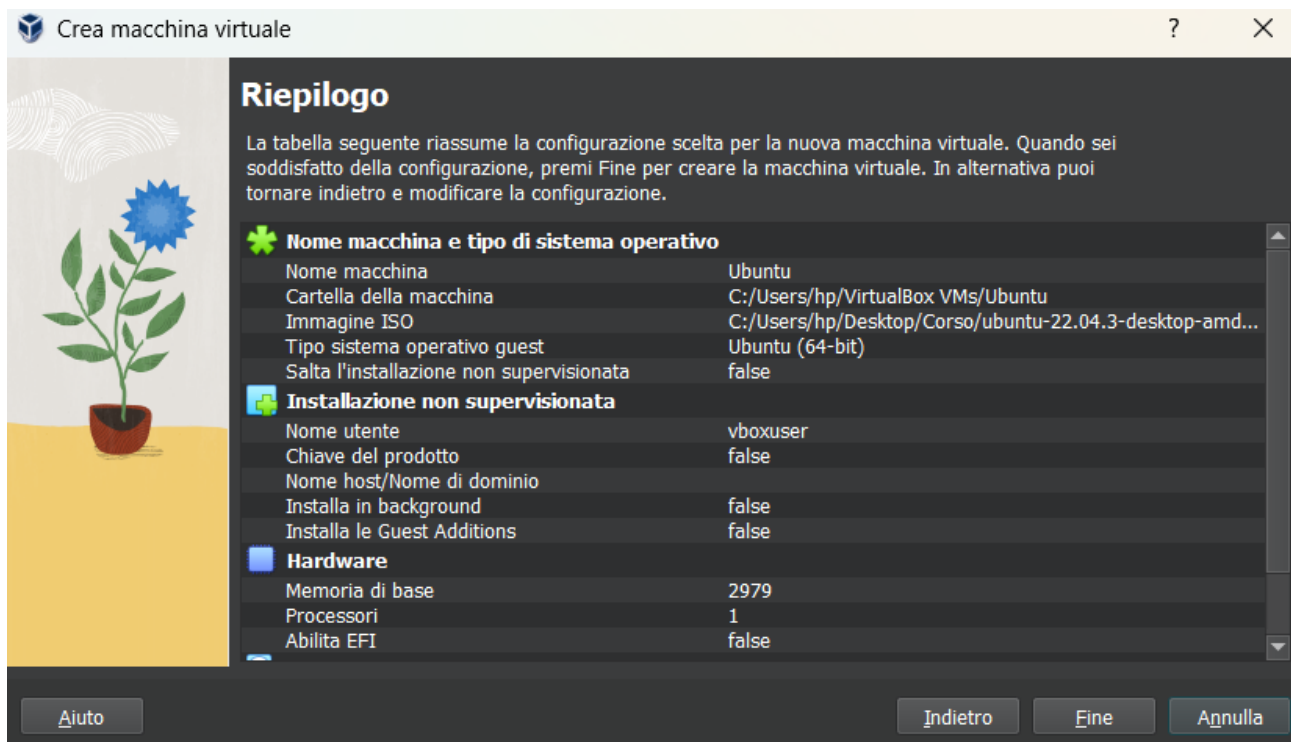 Crea macchina virtuale
?
Riepilogo
La tabella seguente riassume la configurazione scelta per la nuova macchina virtuale. Quando sei
soddisfatto della configurazione, premi Fine per creare la macchina virtuale. In alternativa puoi
tornare indietro e modificare la configurazione.
Nome macchina e tipo di sistema operativo
Nome macchina Ubuntu
Cartella della macchina C:/Users/hp/VirtualBox VMs/Ubuntu
Immagine ISO C:/Users/hp/Desktop/Corso/ubuntu-22.04.3-desktop-amd...
Tipo sistema operativo guest Ubuntu (64-bit)
Salta l'installazione non supervisionata false
Installazione non supervisionata
Nome utente vboxuser
Chiave del prodotto false
Nome host/Nome di dominio
Installa in background false
Installa le Guest Additions false
Hardware
Memoria di base 2979
Processori 1
Abilita EFI false
Aiuto Indietro Fine Annulla